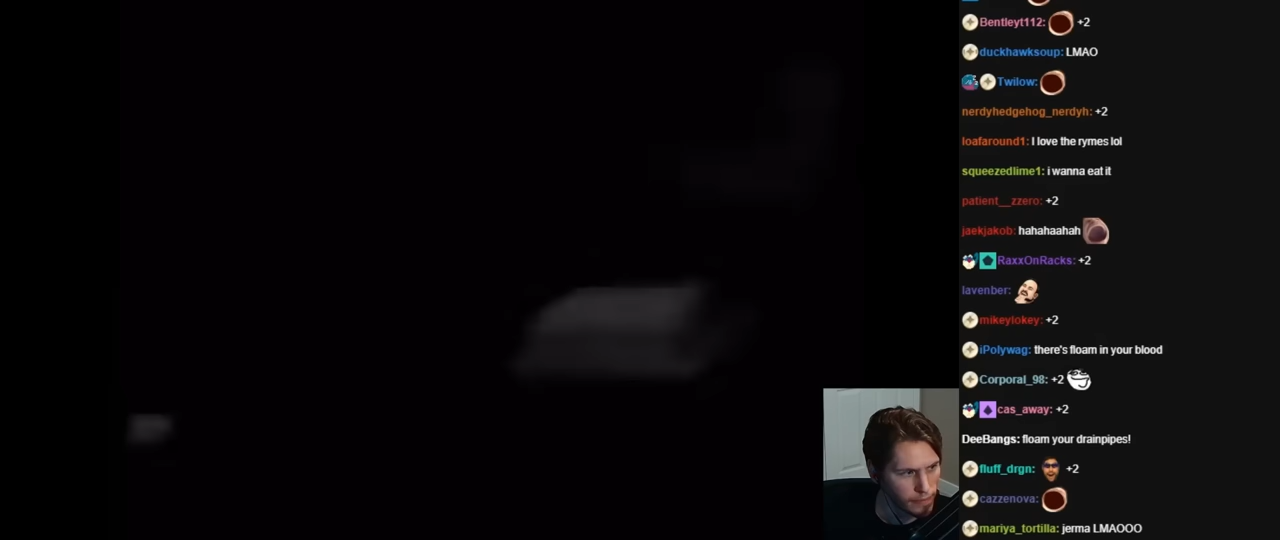 Bentleyt112: +2
duckhawksoup: LMAO
Twilow:
nerdyhedgehog_nerdyh: +2
loafaround1: I love the rymes lol
squeezedlime1: i wanna eat it
patient__zzero: +2
jaekjakob: hahahaahah
RaxxOnRacks: +2
lavenber:
mikeylokey: +2
iPolywag: there's floam in your blood
Corporal_98: +2
cas_away: +2
DeeBangs: floam your drainpipes!
fluff_drgn: +2
cazzenova:
mariya_tortilla: jerma LMAOOO